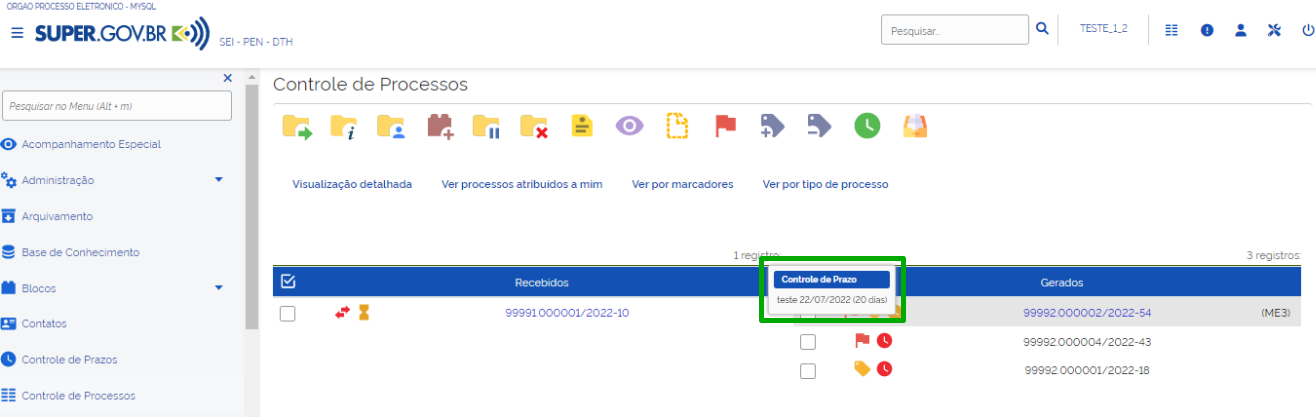 ORGAO PROCESSO ELETRONICO - MYSQL
SUPER.GOV.BR
SEI - PEN - DTH
Pesquisar...
TESTE_1_2
Pesquisar no Menu (Alt + m)
Acompanhamento Especial
Administração
Arquivamento
Base de Conhecimento
Blocos
Contatos
Controle de Prazos
Controle de Processos
Controle de Processos
Visualização detalhada Ver processos atribuídos a mim Ver por marcadores Ver por tipo de processo
1 registro:
3 registros:
Recebidos
Gerados
Controle de Prazo
teste 22/07/2022 (20 dias)
99991.000001/2022-10
99992.000002/2022-54 (ME3)
99992.000004/2022-43
99992.000001/2022-18